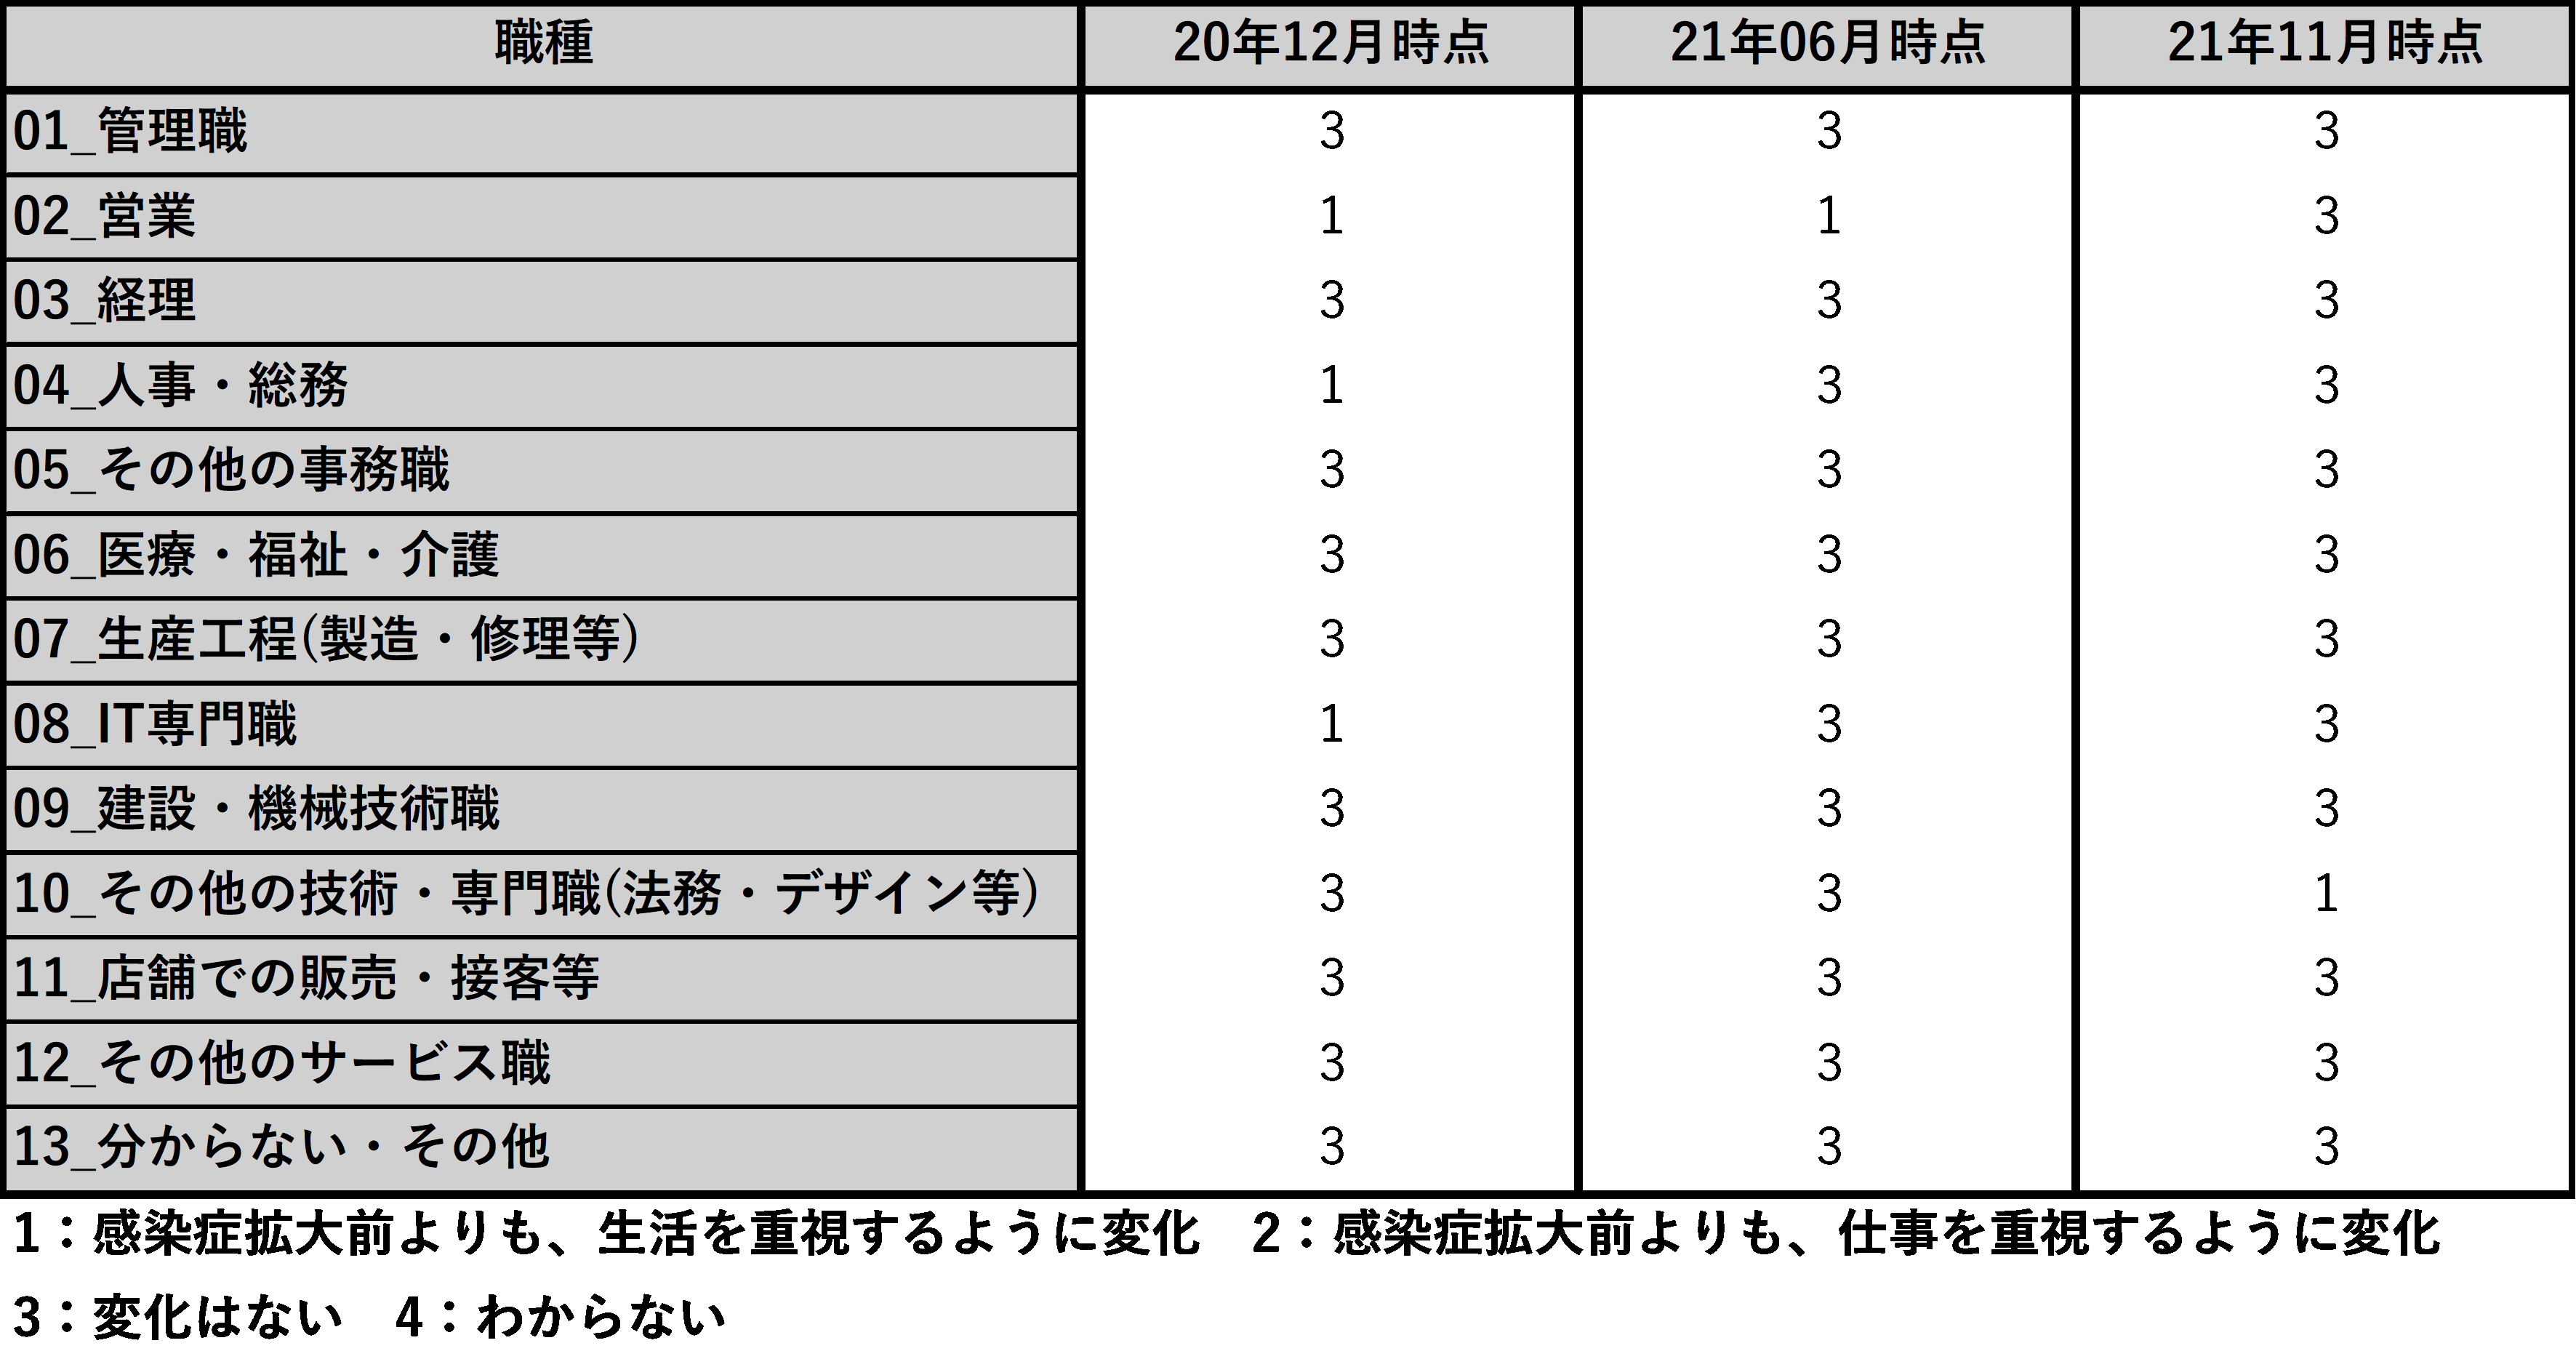 職種 20年12月時点 21年06月時点 21年11月時点
01_管理職 3 3 3
02_営業 1 1 3
03_経理 3 3 3
04_人事・総務 1 3 3
05_その他の事務職 3 3 3
06_医療・福祉・介護 3 3 3
07_生産工程(製造・修理等) 3 3 3
08_IT専門職 1 3 3
09_建設・機械技術職 3 3 3
10_その他の技術・専門職(法務・デザイン等) 3 3 1
11_店舗での販売・接客等 3 3 3
12_その他のサービス職 3 3 3
13_分からない・その他 3 3 3
1：感染症拡大前よりも、生活を重視するように変化　2：感染症拡大前よりも、仕事を重視するように変化
3：変化はない　4：わからない